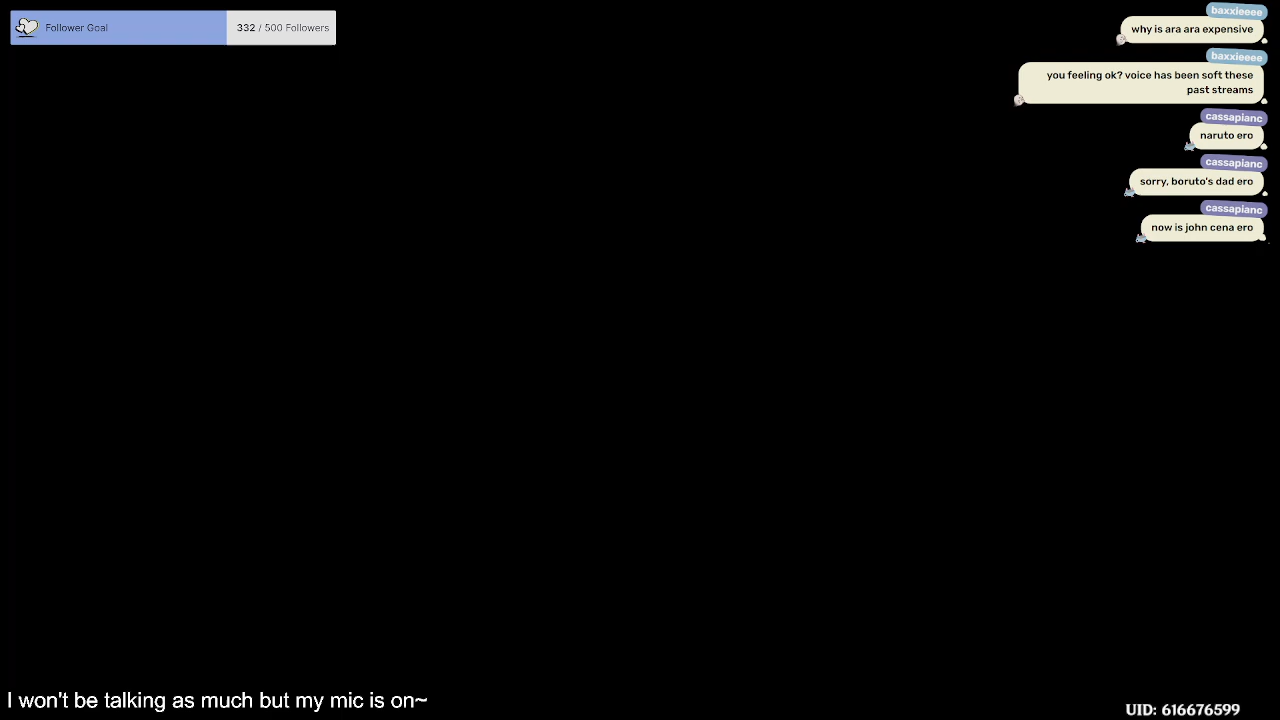 Follower Goal
332 / 500 Followers
baxxieeee
why is ara ara expensive
baxxieeee
you feeling ok? voice has been soft these
past streams
cassapianc
naruto ero
cassapianc
sorry, boruto's dad ero
cassapianc
now is john cena ero
I won't be talking as much but my mic is on~
UID: 616676599